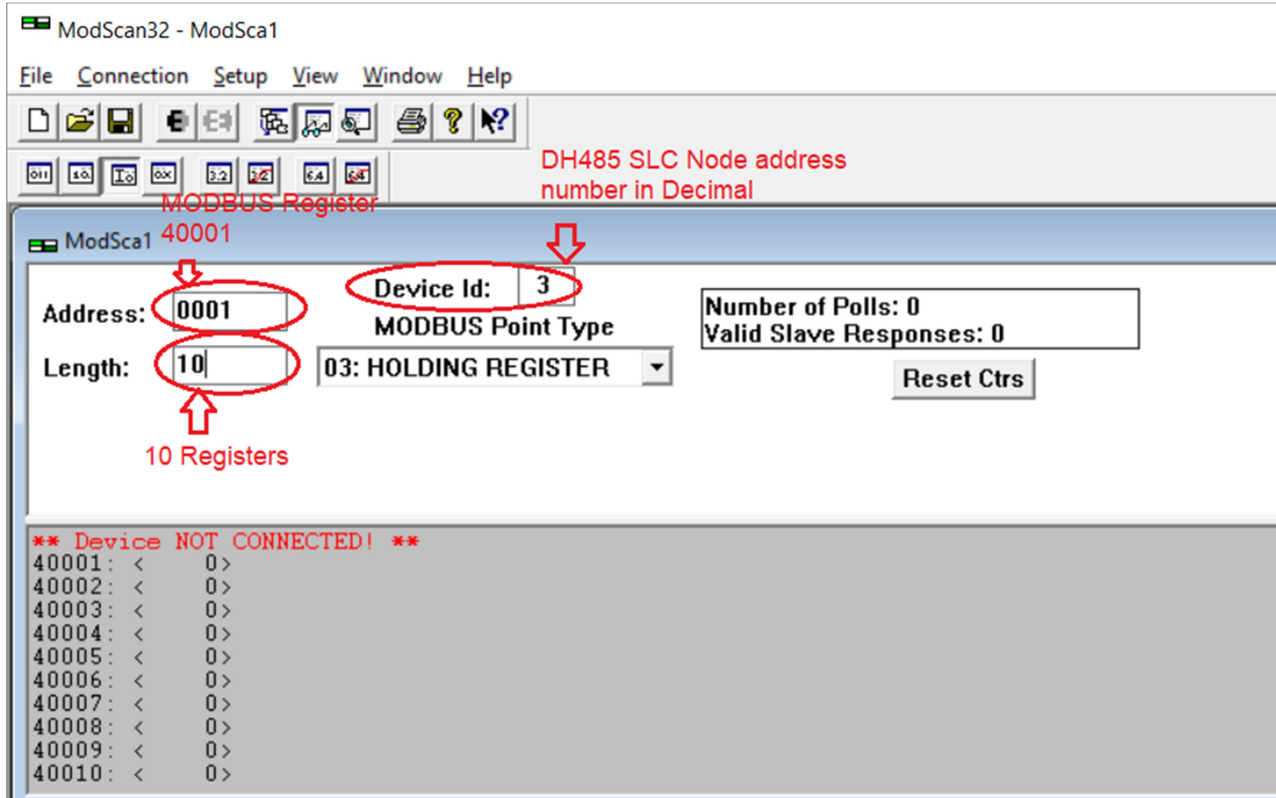 ModScan32 - ModSca1
File Connection Setup View Window Help
DH485 SLC Node address
number in Decimal
MODBUS Register
40001
ModSca1
Address: 0001
Device Id: 3
MODBUS Point Type
Length: 10
03: HOLDING REGISTER
Number of Polls: 0
Valid Slave Responses: 0
Reset Ctrs
10 Registers
** Device NOT CONNECTED! **
40001: < 0>
40002: < 0>
40003: < 0>
40004: < 0>
40005: < 0>
40006: < 0>
40007: < 0>
40008: < 0>
40009: < 0>
40010: < 0>